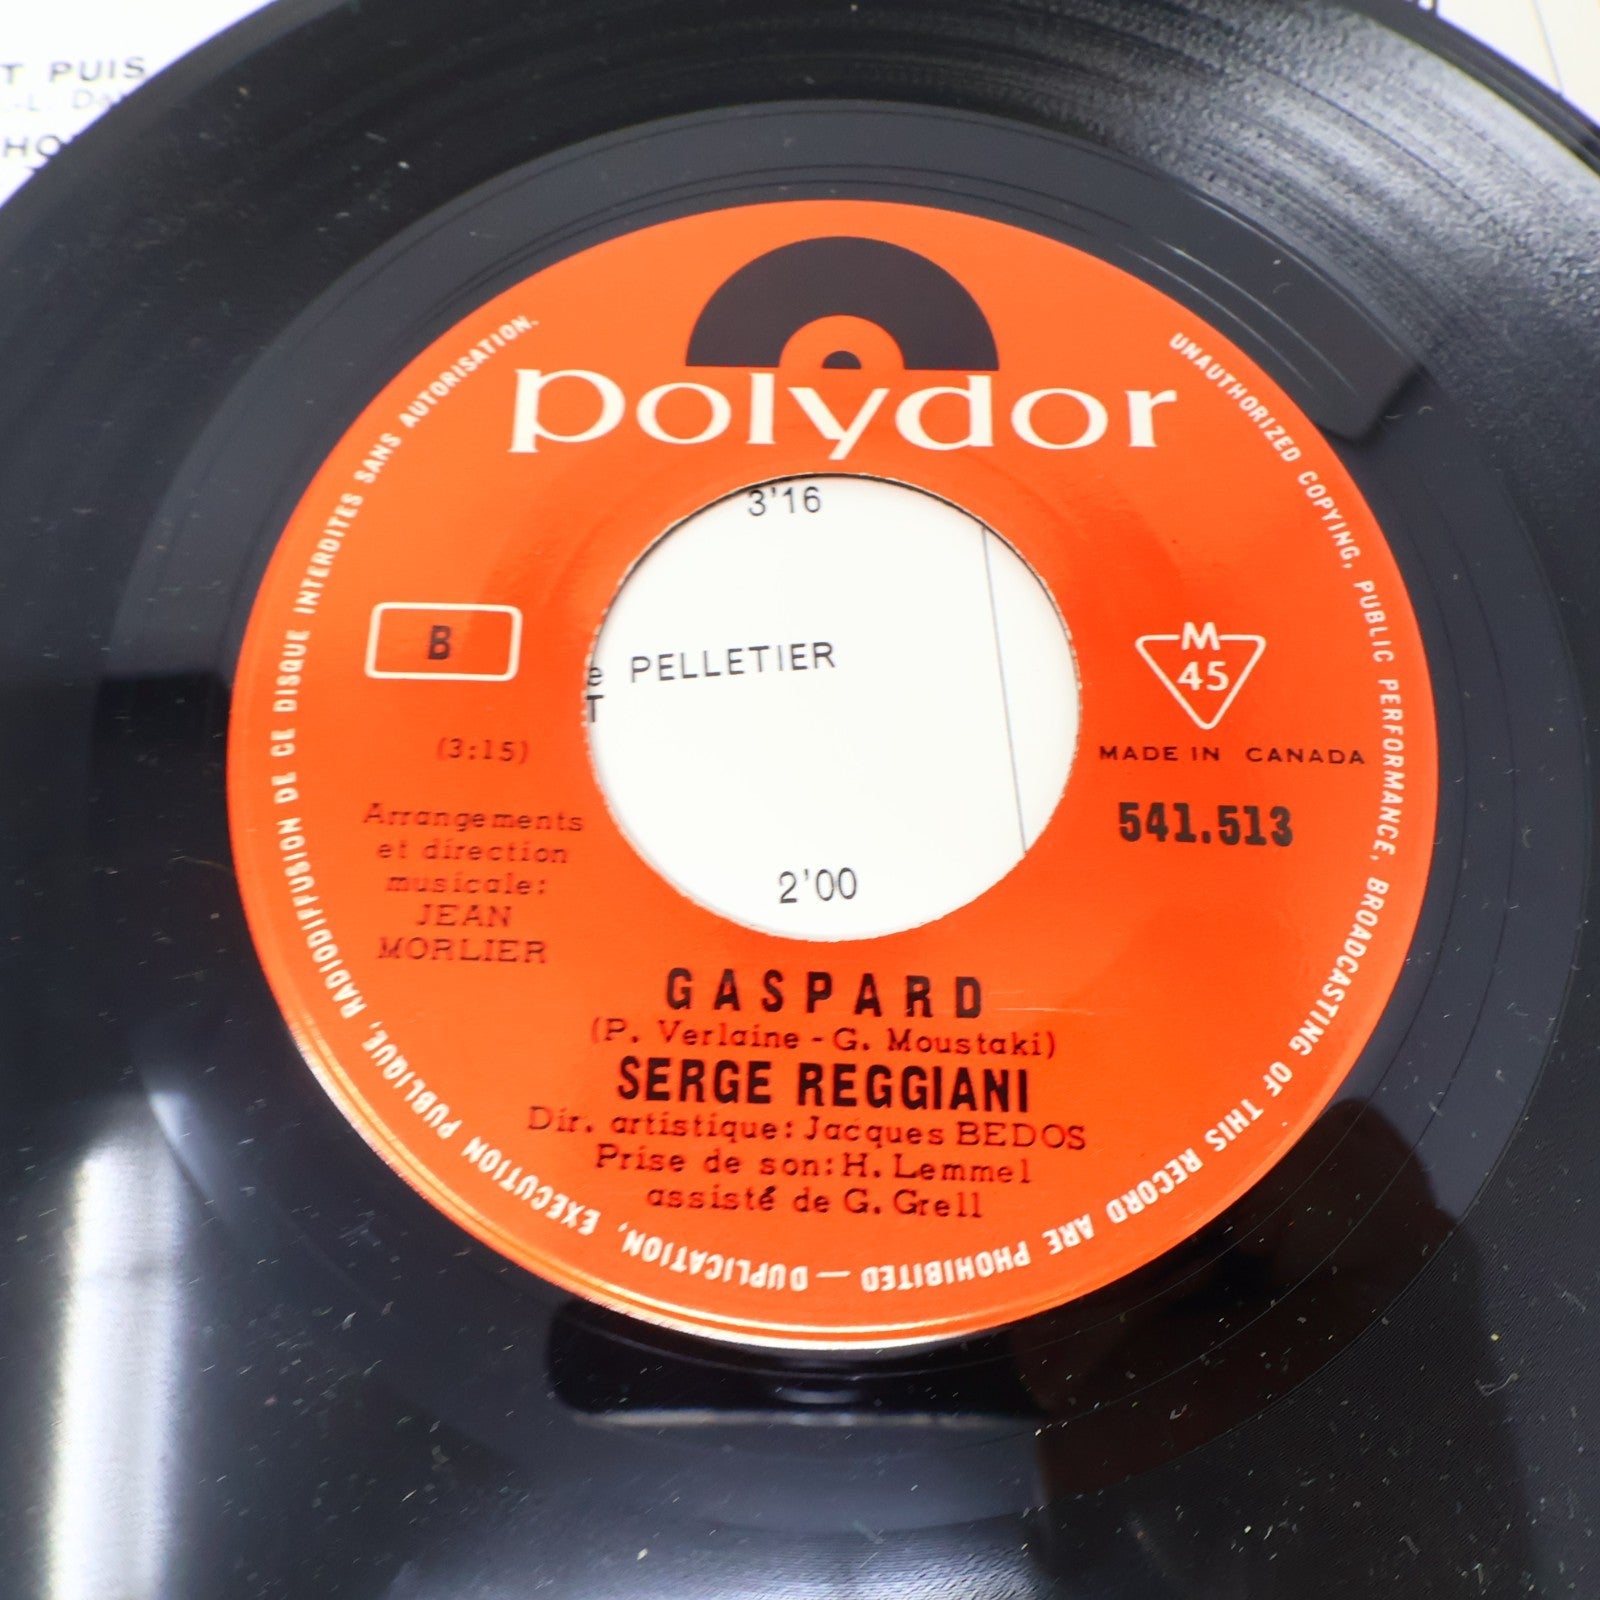 T PUIS
polydor
UNAUTHORIZED COPYING, PUBLIC PERFORMANCE, BROADCASTING OF THIS RECORD ARE PROHIBITED — DUPLICATION, EXECUTION PUBLIQUE, RADIODIFFUSION DE CE DISQUE INTERDITES SANS AUTORISATION.
3'16
e PELLETIER
T
2'00
B
(3:15)
Arrangements
et direction
musicale:
JEAN
MORLIER
M
45
MADE IN CANADA
541.513
GASPARD
(P. Verlaine - G. Moustaki)
SERGE REGGIANI
Dir. artistique: Jacques BEDOS
Prise de son: H. Lemmel
assisté de G. Grell